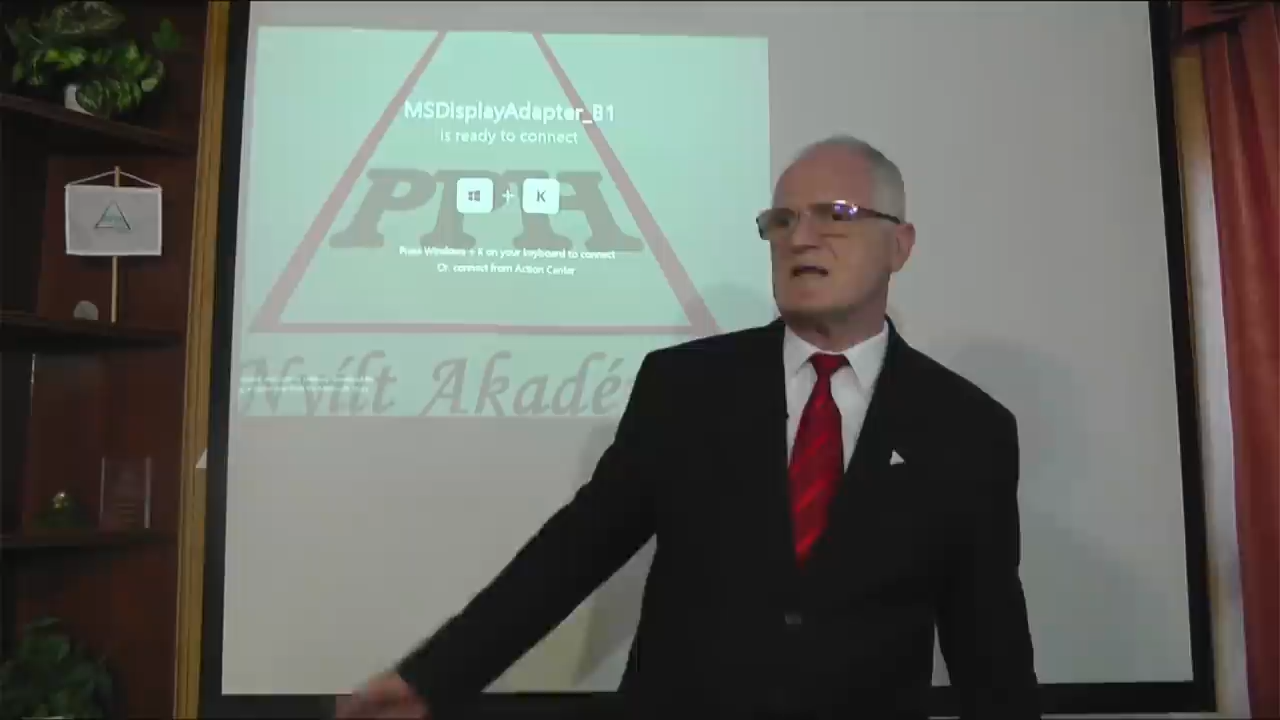 MSDisplayAdapter_B1
is ready to connect
+ K
PPH
Press Windows + K on your keyboard to connect
Or, connect from Action Center
Nyílt Akadé